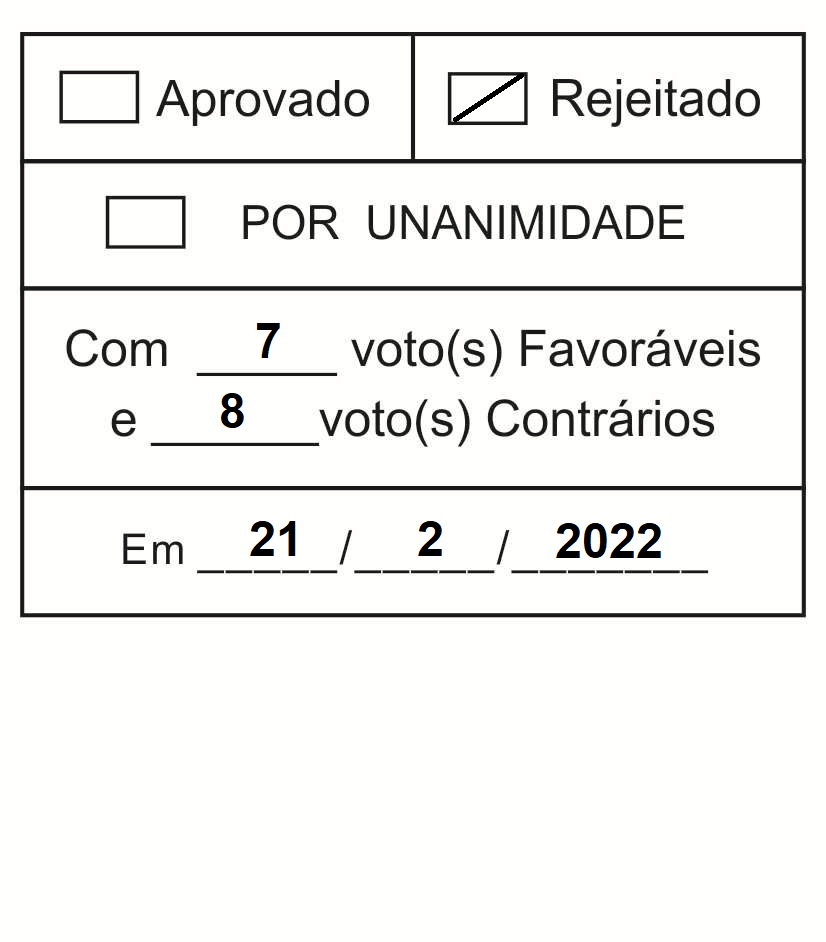 Aprovado Rejeitado
POR UNANIMIDADE
Com 7 voto(s) Favoráveis
e 8 voto(s) Contrários
Em 21/2/2022